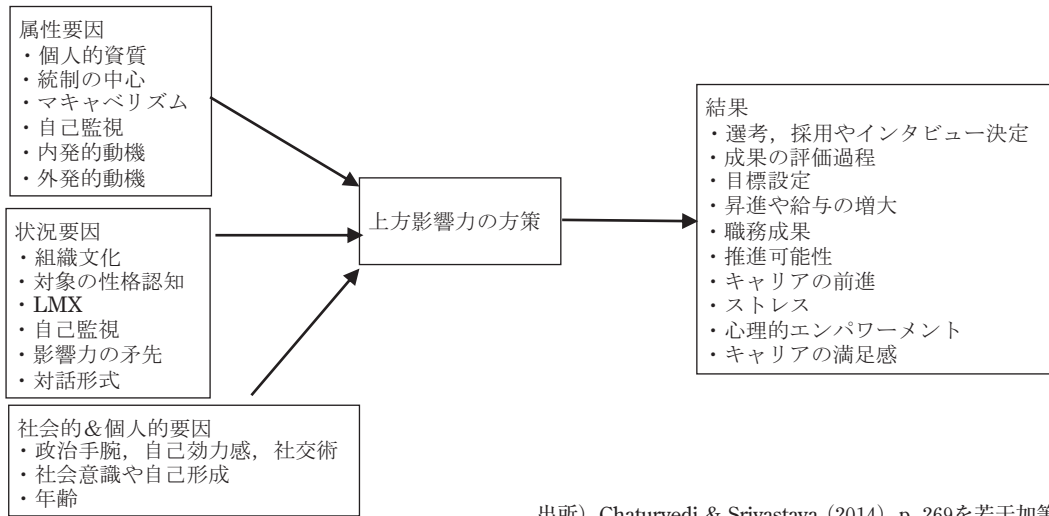 属性要因
・個人的資質
・統制の中心
・マキャベリズム
・自己監視
・内発的動機
・外発的動機
状況要因
・組織文化
・対象の性格認知
・LMX
・自己監視
・影響力の矛先
・対話形式
社会的&個人的要因
・政治手腕，自己効力感，社交術
・社会意識や自己形成
・年齢
上方影響力の方策
結果
・選考，採用やインタビュー決定
・成果の評価過程
・目標設定
・昇進や給与の増大
・職務成果
・推進可能性
・キャリアの前進
・ストレス
・心理的エンパワーメント
・キャリアの満足感
出所）Chaturvedi & Srivastava（2014）p. 269を若干加筆